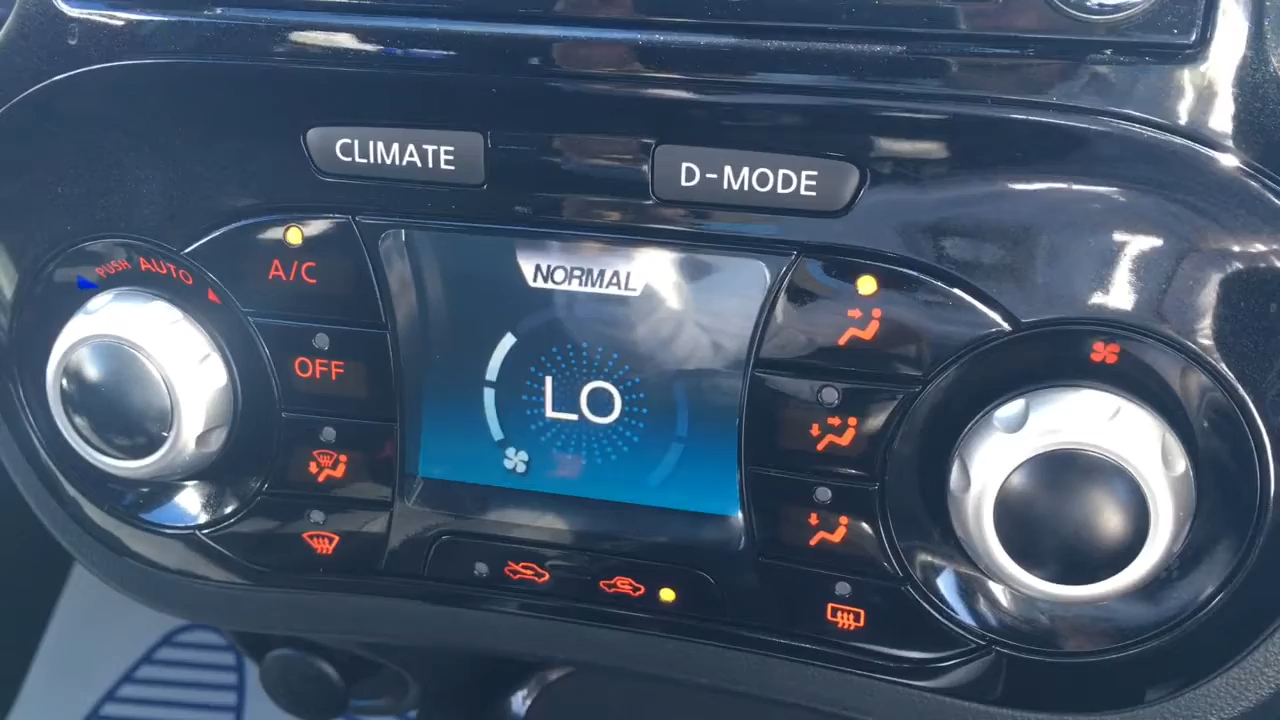 CLIMATE
D-MODE
PUSH AUTO
A/C
NORMAL
OFF
LO